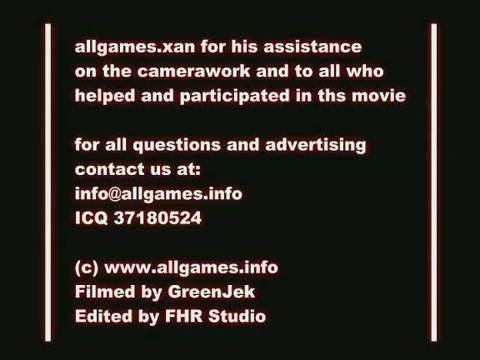 allgames.xan for his assistance
on the camerawork and to all who
helped and participated in ths movie
for all questions and advertising
contact us at:
info@allgames.info
ICQ 37180524
(c) www.allgames.info
Filmed by GreenJek
Edited by FHR Studio